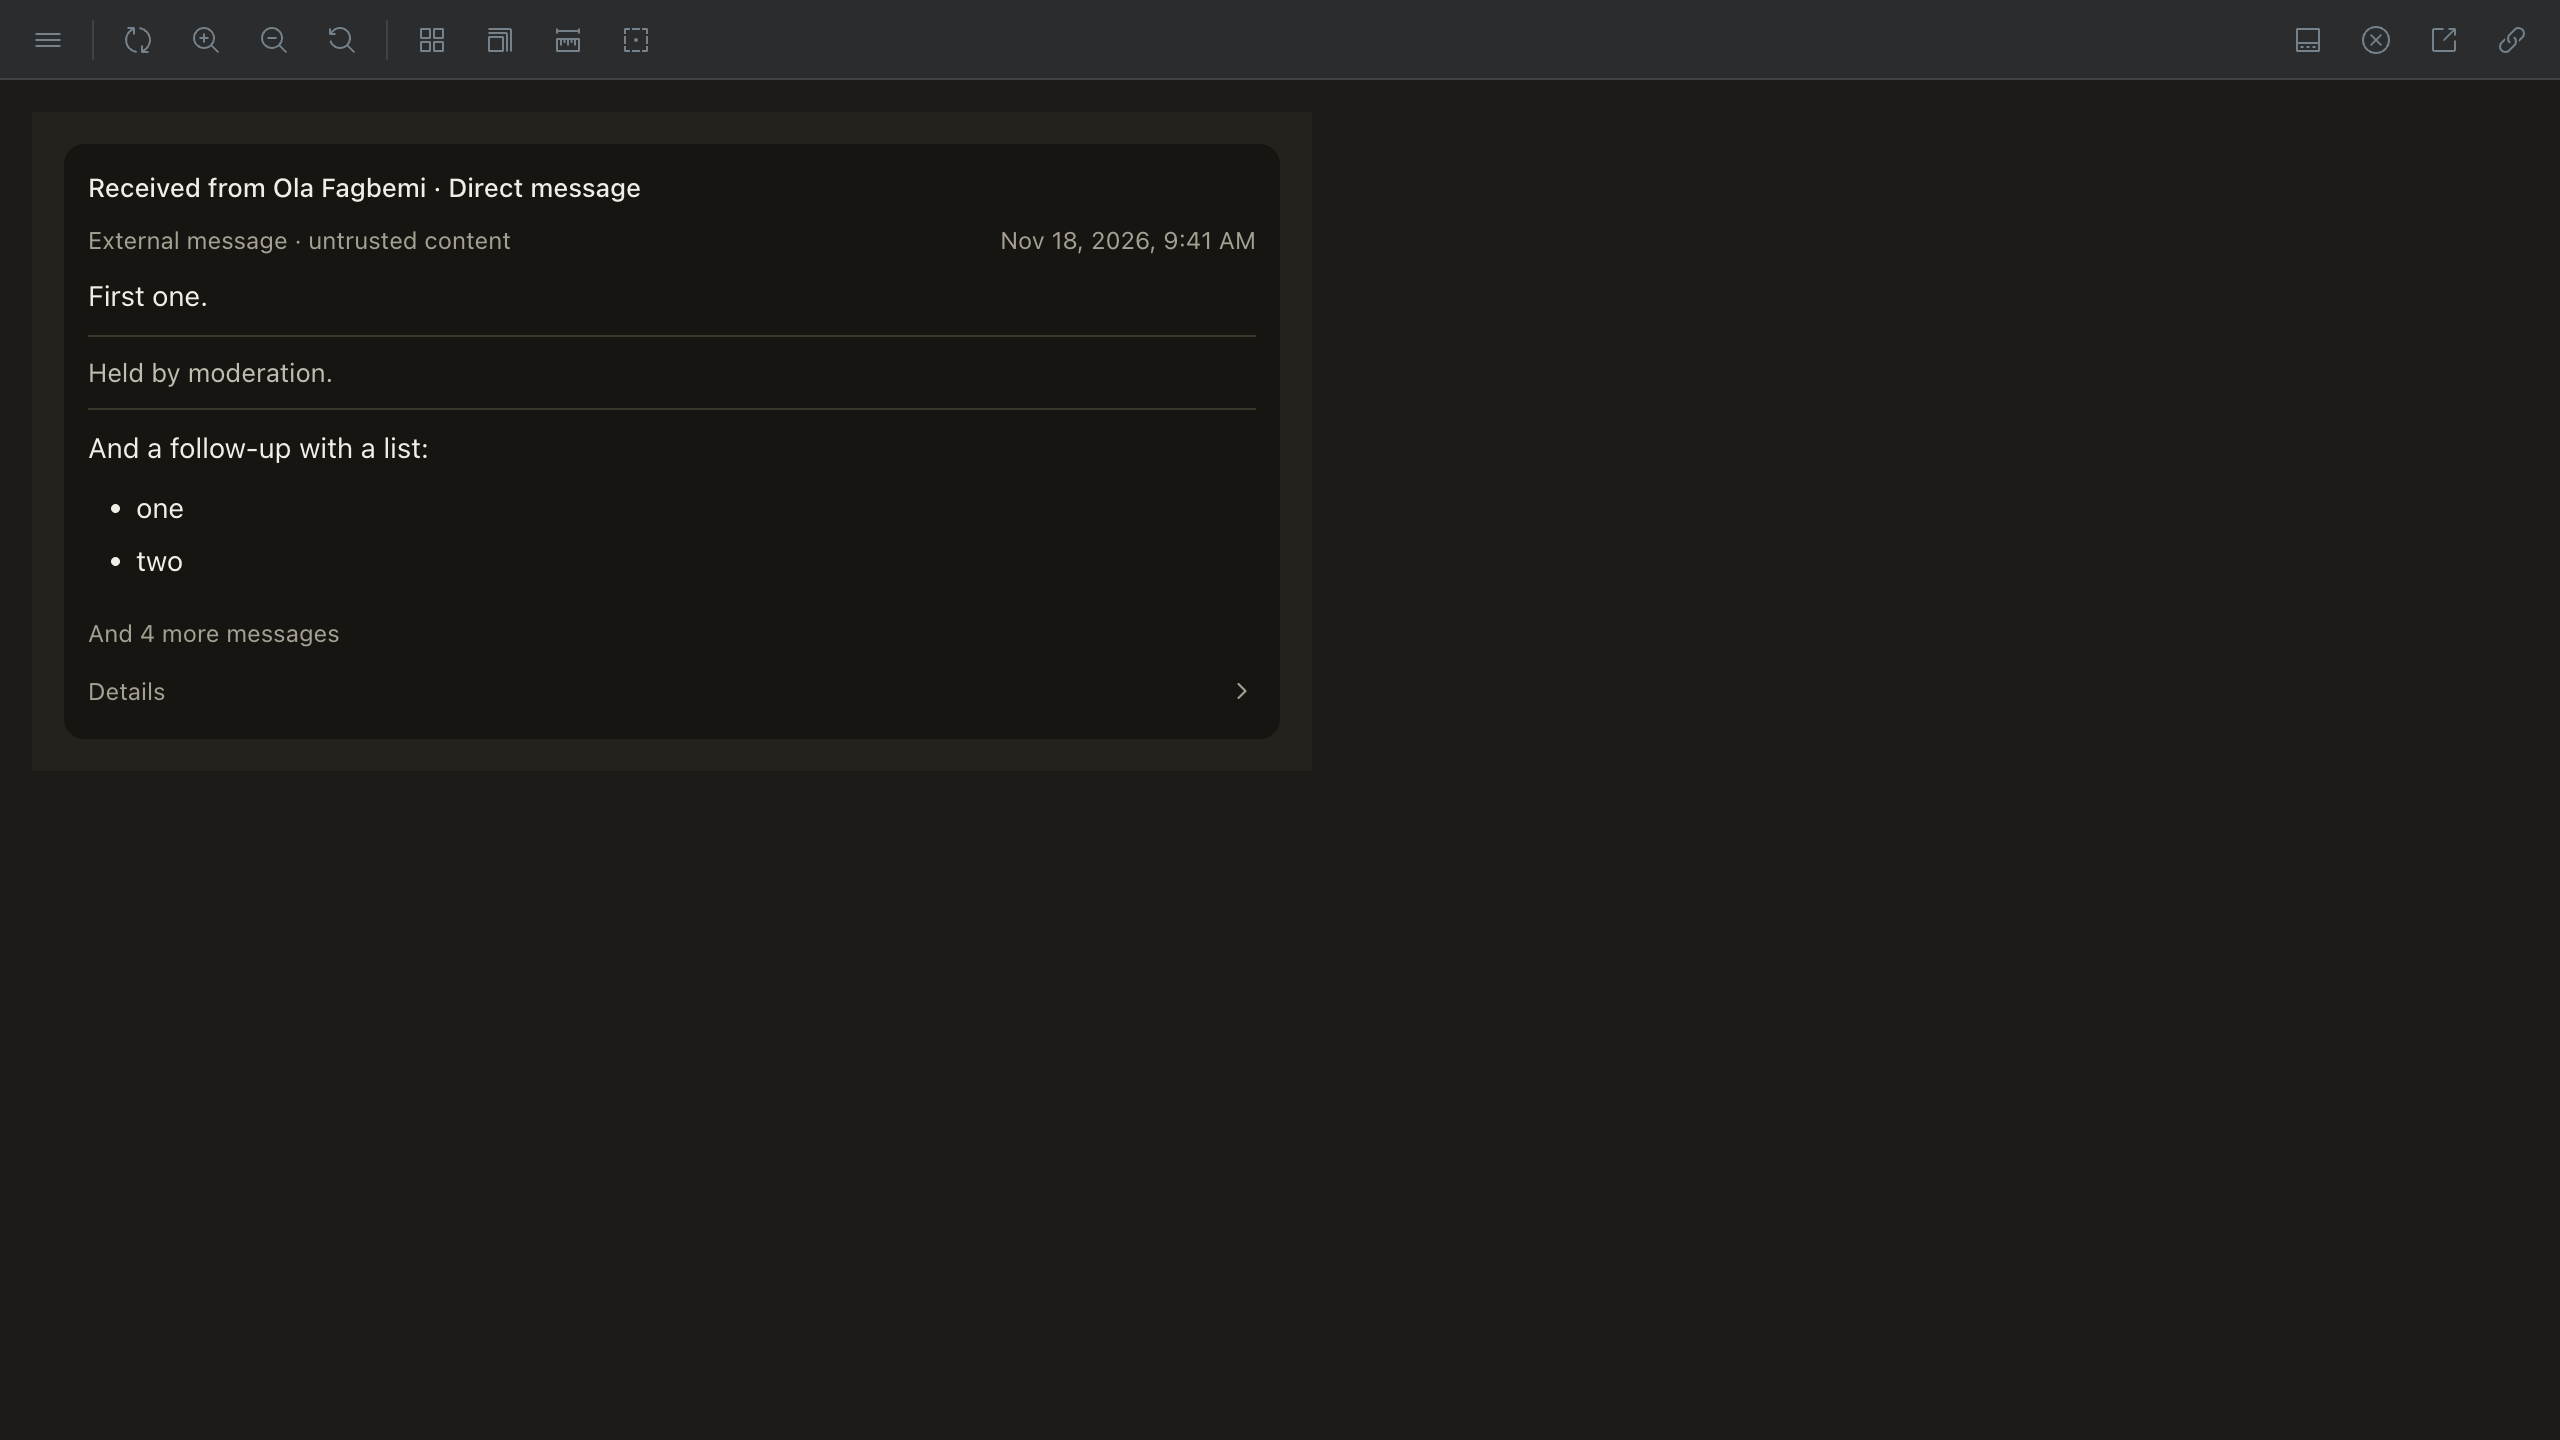 Received from Ola Fagbemi · Direct message
External message · untrusted content
Nov 18, 2026, 9:41 AM
First one.
Held by moderation.
And a follow-up with a list:
• one
• two
And 4 more messages
Details